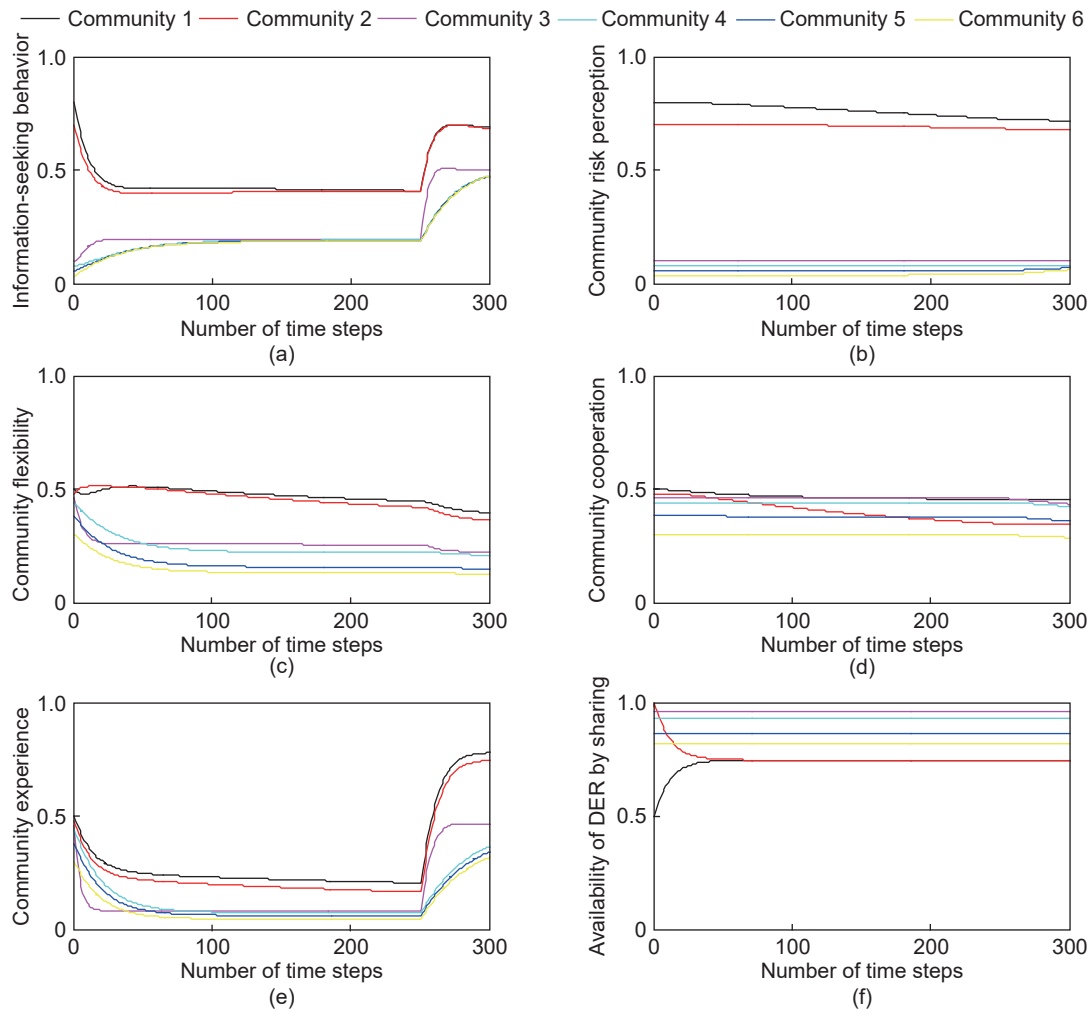 Community 1 Community 2 Community 3 Community 4 Community 5 Community 6
Information-seeking behavior
1.0
0.5
0
0 100 200 300
Number of time steps
(a)
Community risk perception
1.0
0.5
0
0 100 200 300
Number of time steps
(b)
Community flexibility
1.0
0.5
0
0 100 200 300
Number of time steps
(c)
Community cooperation
1.0
0.5
0
0 100 200 300
Number of time steps
(d)
Community experience
1.0
0.5
0
0 100 200 300
Number of time steps
(e)
Availability of DER by sharing
1.0
0.5
0
0 100 200 300
Number of time steps
(f)